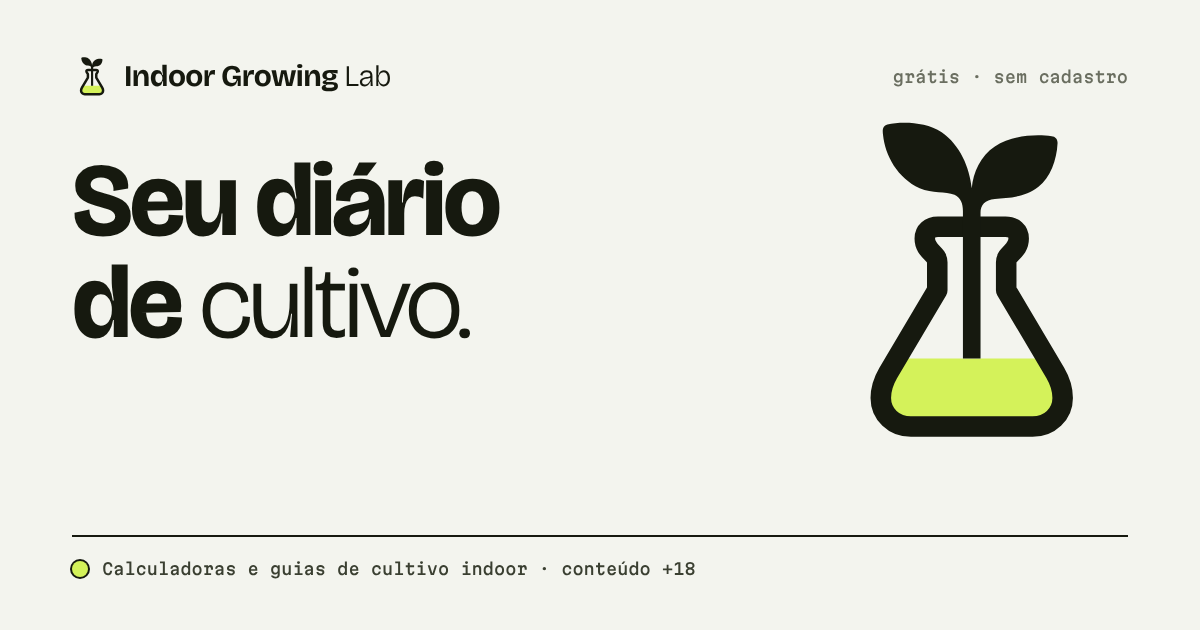 Indoor Growing Lab
grátis · sem cadastro
Seu diário
de cultivo.
Calculadoras e guias de cultivo indoor · conteúdo +18